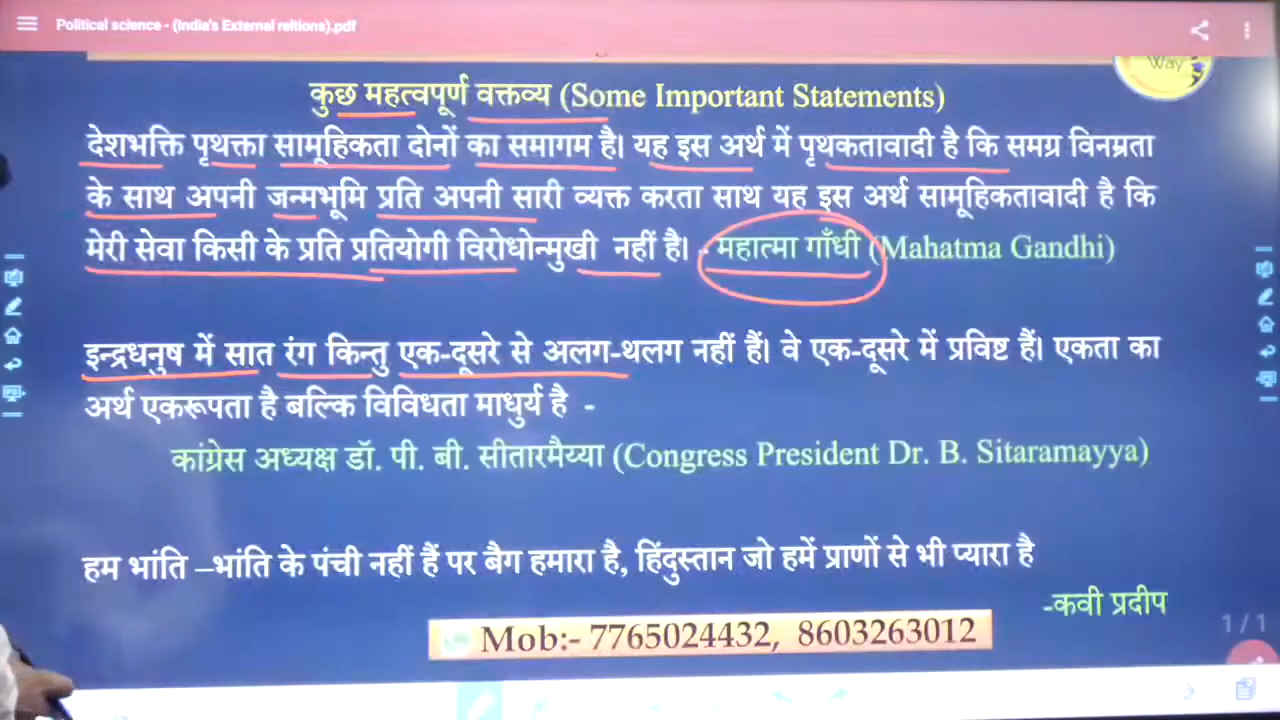 Political science - (India's External reltions).pdf
Way
कुछ महत्वपूर्ण वक्तव्य (Some Important Statements)
देशभक्ति पृथक्ता सामूहिकता दोनों का समागम है। यह इस अर्थ में पृथकतावादी है कि समग्र विनम्रता
के साथ अपनी जन्मभूमि प्रति अपनी सारी व्यक्त करता साथ यह इस अर्थ सामूहिकतावादी है कि
मेरी सेवा किसी के प्रति प्रतियोगी विरोधोन्मुखी नहीं है। - महात्मा गाँधी (Mahatma Gandhi)
इन्द्रधनुष में सात रंग किन्तु एक-दूसरे से अलग-थलग नहीं हैं। वे एक-दूसरे में प्रविष्ट हैं। एकता का
अर्थ एकरूपता है बल्कि विविधता माधुर्य है -
कांग्रेस अध्यक्ष डॉ. पी. बी. सीतारमैय्या (Congress President Dr. B. Sitaramayya)
हम भांति –भांति के पंची नहीं हैं पर बैग हमारा है, हिंदुस्तान जो हमें प्राणों से भी प्यारा है
-कवी प्रदीप
Mob:- 7765024432, 8603263012
1 / 1